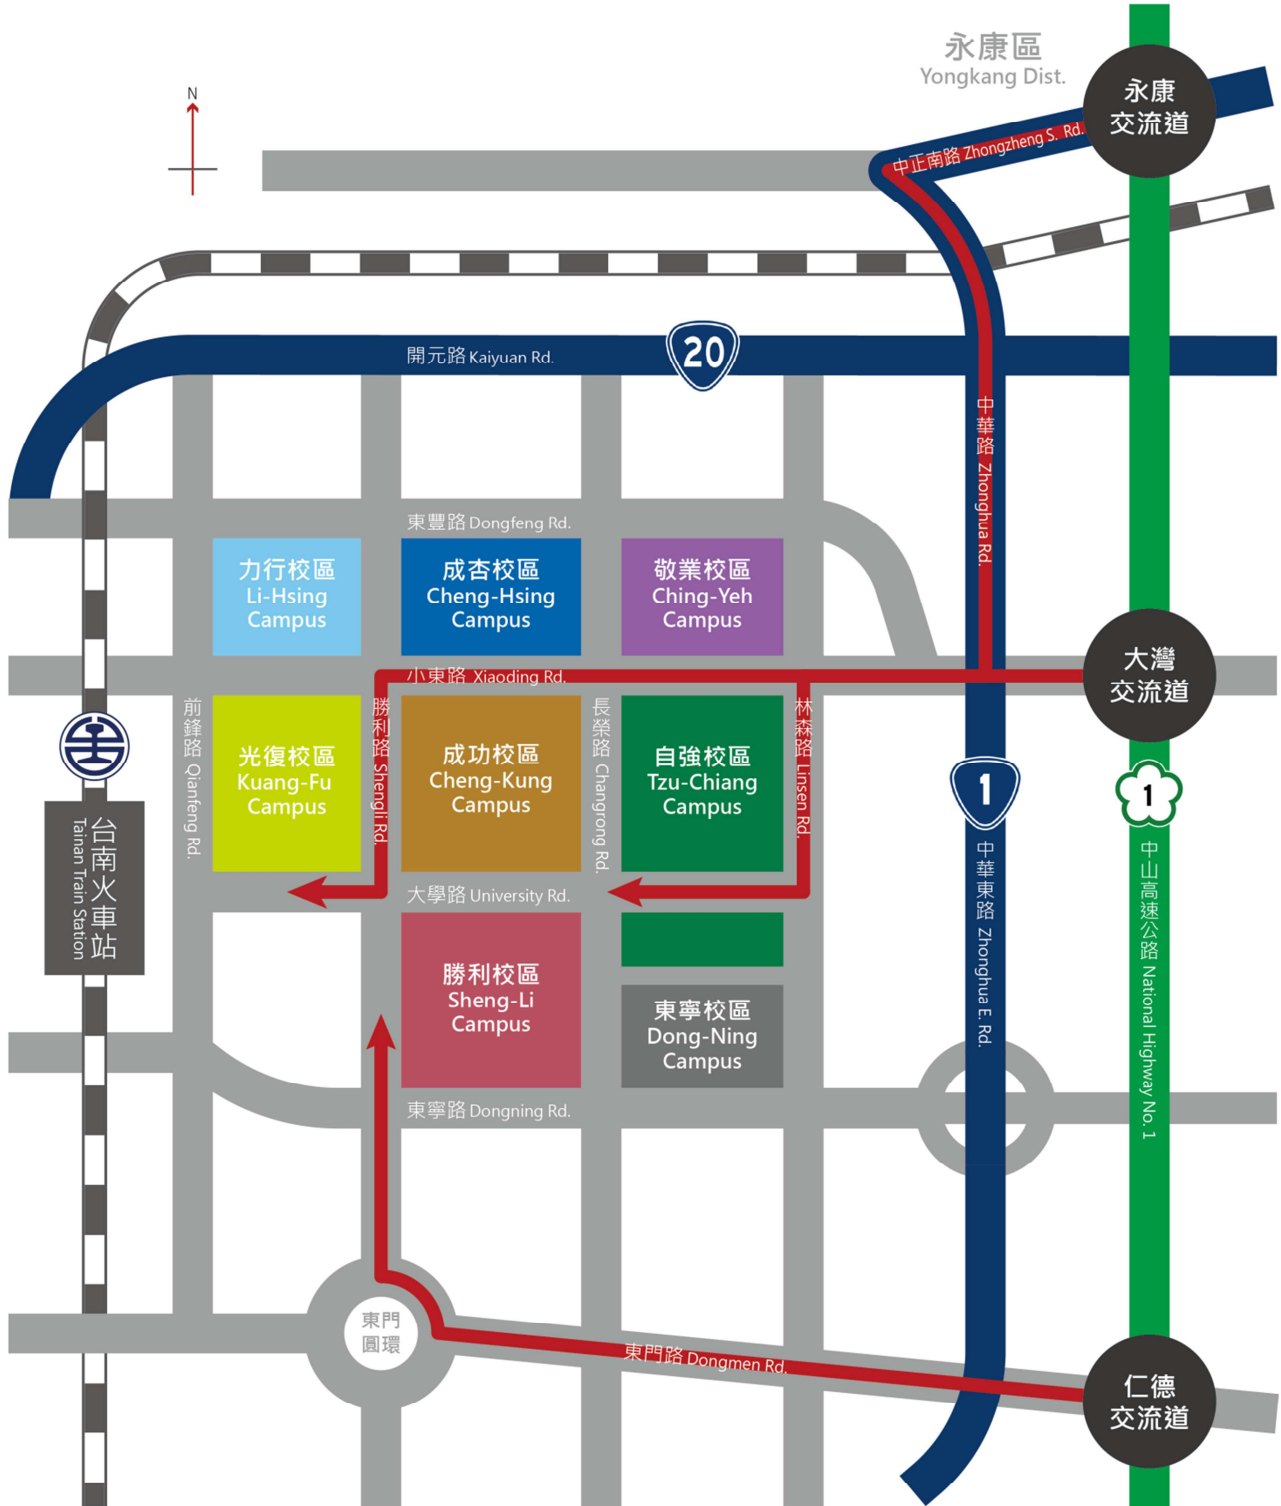 永康區
Yongkang Dist.
永康
交流道
N
中正南路 Zhongzheng S. Rd.
開元路 Kaiyuan Rd.
20
中華路 Zhonghua Rd.
東豐路 Dongfeng Rd.
力行校區
Li-Hsing
Campus
成杏校區
Cheng-Hsing
Campus
敬業校區
Ching-Yeh
Campus
小東路 Xiaoding Rd.
大灣
交流道
前鋒路 Qianfeng Rd.
光復校區
Kuang-Fu
Campus
勝利路 Shengli Rd.
成功校區
Cheng-Kung
Campus
長榮路 Changrong Rd.
自強校區
Tzu-Chiang
Campus
林森路 Linsen Rd.
1
1
台南火車站
Tainan Train Station
大學路 University Rd.
中華東路 Zhonghua E. Rd.
中山高速公路 National Highway No. 1
勝利校區
Sheng-Li
Campus
東寧校區
Dong-Ning
Campus
東寧路 Dongning Rd.
東門
圓環
東門路 Dongmen Rd.
仁德
交流道